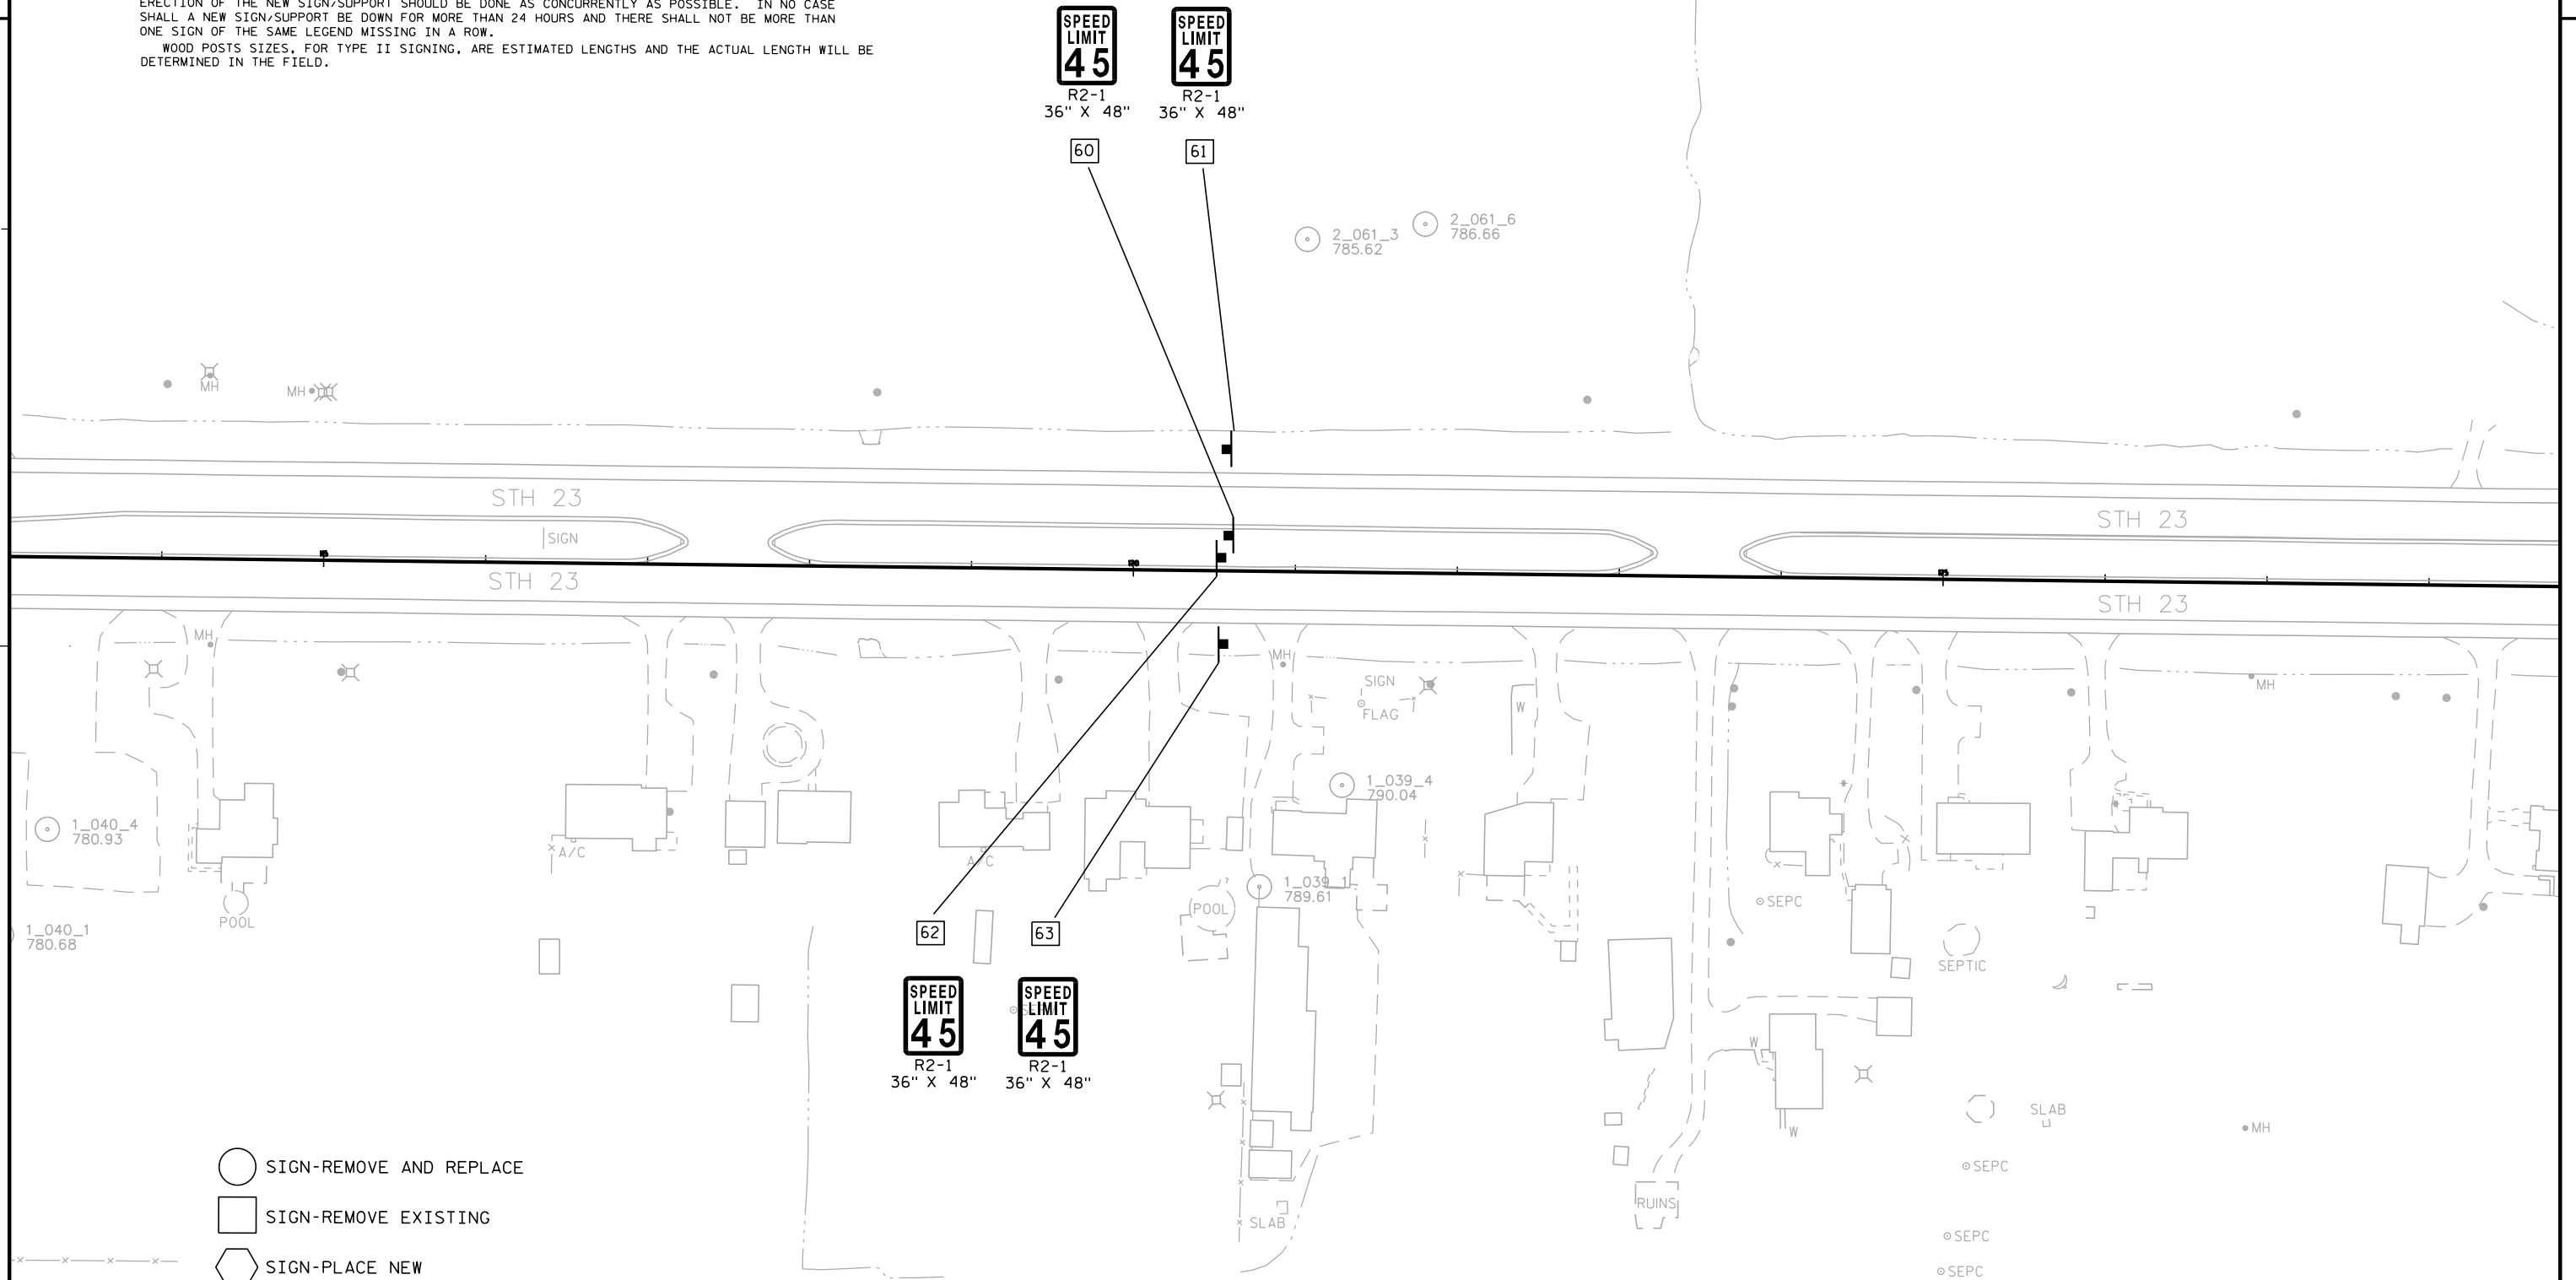 ERECTION OF THE NEW SIGN/SUPPORT SHOULD BE DONE AS CONCURRENTLY AS POSSIBLE. IN NO CASE
SHALL A NEW SIGN/SUPPORT BE DOWN FOR MORE THAN 24 HOURS AND THERE SHALL NOT BE MORE THAN
ONE SIGN OF THE SAME LEGEND MISSING IN A ROW.
WOOD POSTS SIZES, FOR TYPE II SIGNING, ARE ESTIMATED LENGTHS AND THE ACTUAL LENGTH WILL BE
DETERMINED IN THE FIELD.
SPEED
LIMIT
45
R2-1
36" X 48"
60
SPEED
LIMIT
45
R2-1
36" X 48"
61
2_061_3
785.62
2_061_6
786.66
MH
MH
STH 23
STH 23
SIGN
STH 23
STH 23
MH
MH
SIGN
FLAG
W
MH
1_040_4
780.93
A/C
A/C
1_039_4
790.04
1_039_1
789.61
POOL
POOL
1_040_1
780.68
SEPC
SEPTIC
62
63
SPEED
LIMIT
45
R2-1
36" X 48"
SPEED
LIMIT
45
R2-1
36" X 48"
W
W
SLAB
MH
SEPC
RUINS
SLAB
SEPC
SEPC
SIGN-REMOVE AND REPLACE
SIGN-REMOVE EXISTING
SIGN-PLACE NEW